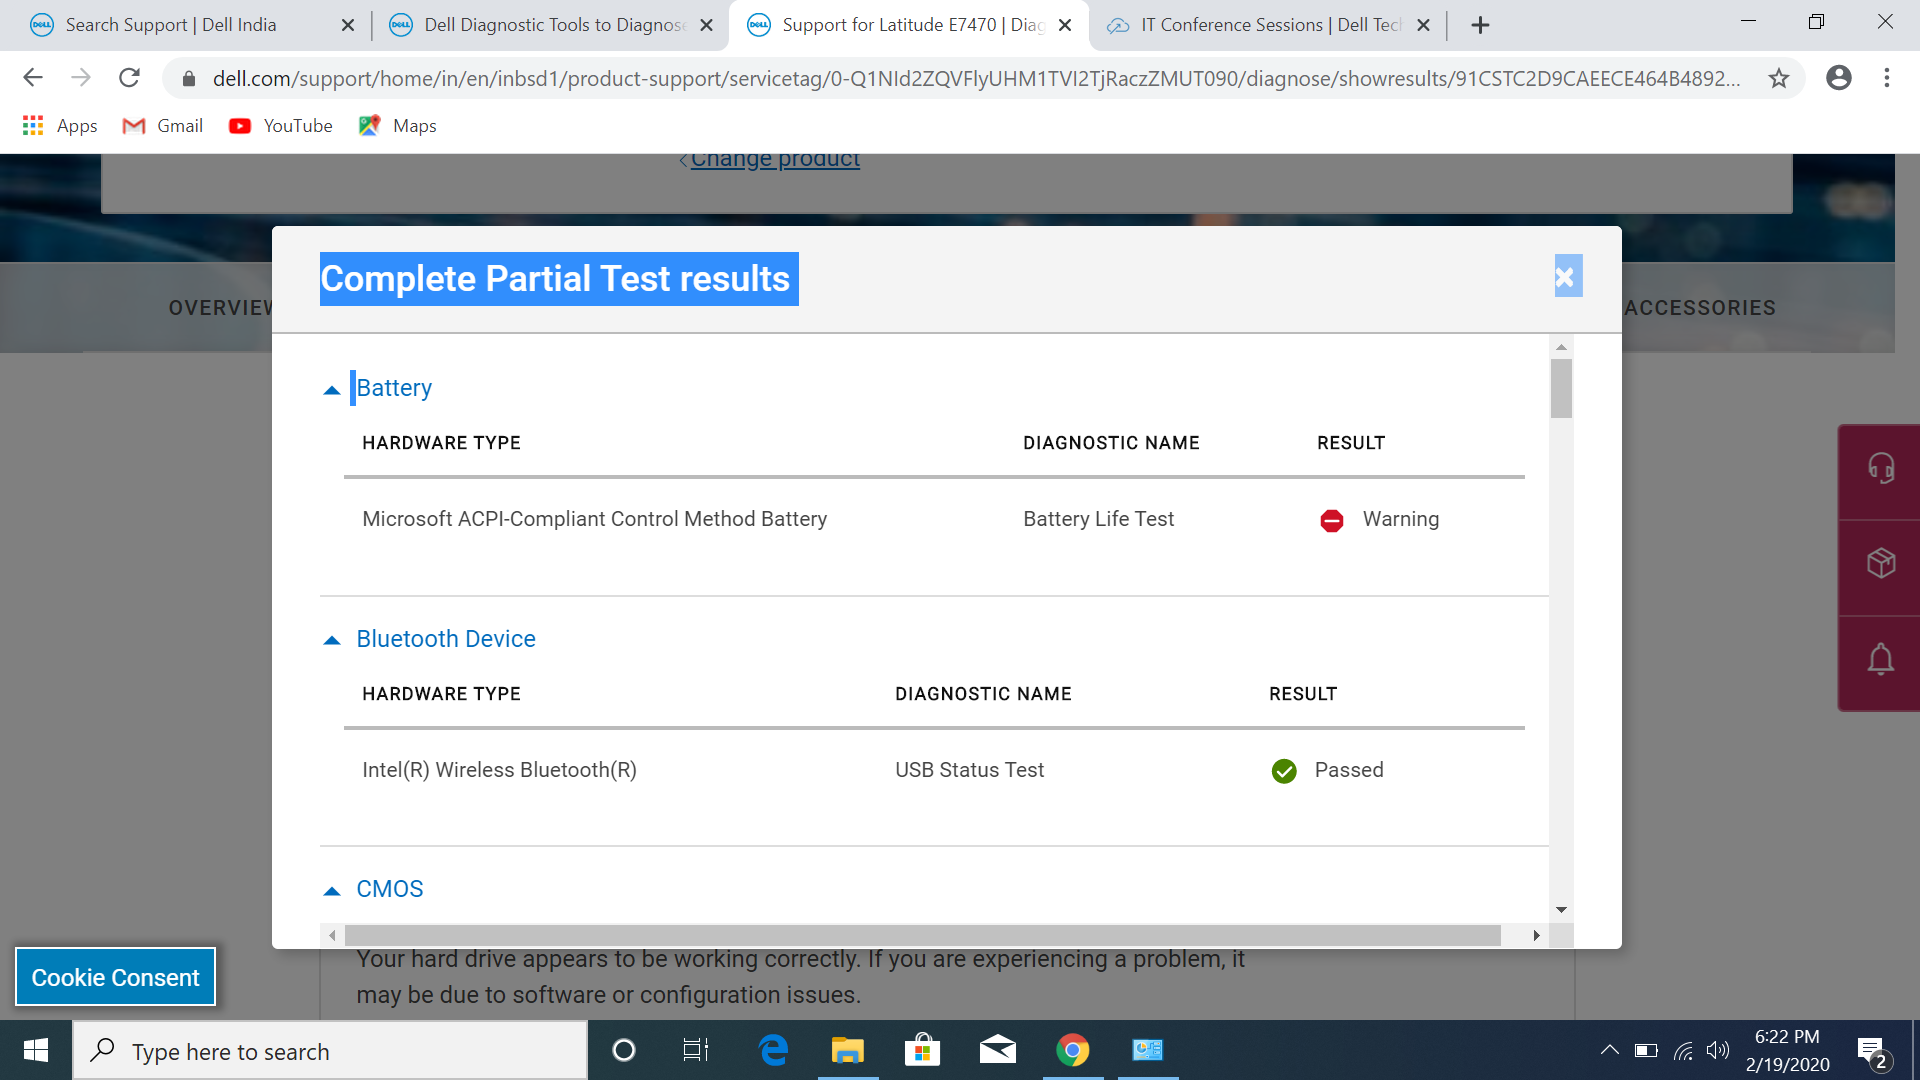 Search Support | Dell India
Dell Diagnostic Tools to Diagnose
Support for Latitude E7470 | Diag
IT Conference Sessions | Dell Tec
dell.com/support/home/in/en/inbsd1/product-support/servicetag/0-Q1NId2ZQVFlyUHM1TVI2TjRaczZMUT090/diagnose/showresults/91CSTC2D9CAEECE464B4892...
Apps
Gmail
YouTube
Maps
Change product
OVERVIEW
ACCESSORIES
Complete Partial Test results
Battery
HARDWARE TYPE DIAGNOSTIC NAME RESULT
Microsoft ACPI-Compliant Control Method Battery Battery Life Test Warning
Bluetooth Device
HARDWARE TYPE DIAGNOSTIC NAME RESULT
Intel(R) Wireless Bluetooth(R) USB Status Test Passed
CMOS
Your hard drive appears to be working correctly. If you are experiencing a problem, it
may be due to software or configuration issues.
Cookie Consent
Type here to search
6:22 PM
2/19/2020
2